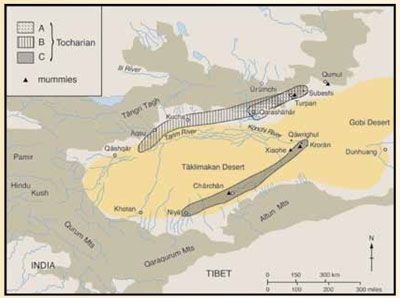 A
B Tocharian
C
mummies
Ili River
Ürümchi
Qumul
Subeshi
Turpan
Qarashähär
Tängri Tagh
Kucha
Aqsu
Tarim River
Konchi River
Gobi Desert
Qäwrighul
Xiaohe
Krorän
Dunhuang
Pamir
Qäshqär
Täklimakan Desert
Hindu
Kush
Chärchän
Khotan
Niyä
Altun Mts
Qurum Mts
Qaraqurum Mts
N
INDIA
TIBET
0 150 300 km
0 100 200 300 miles